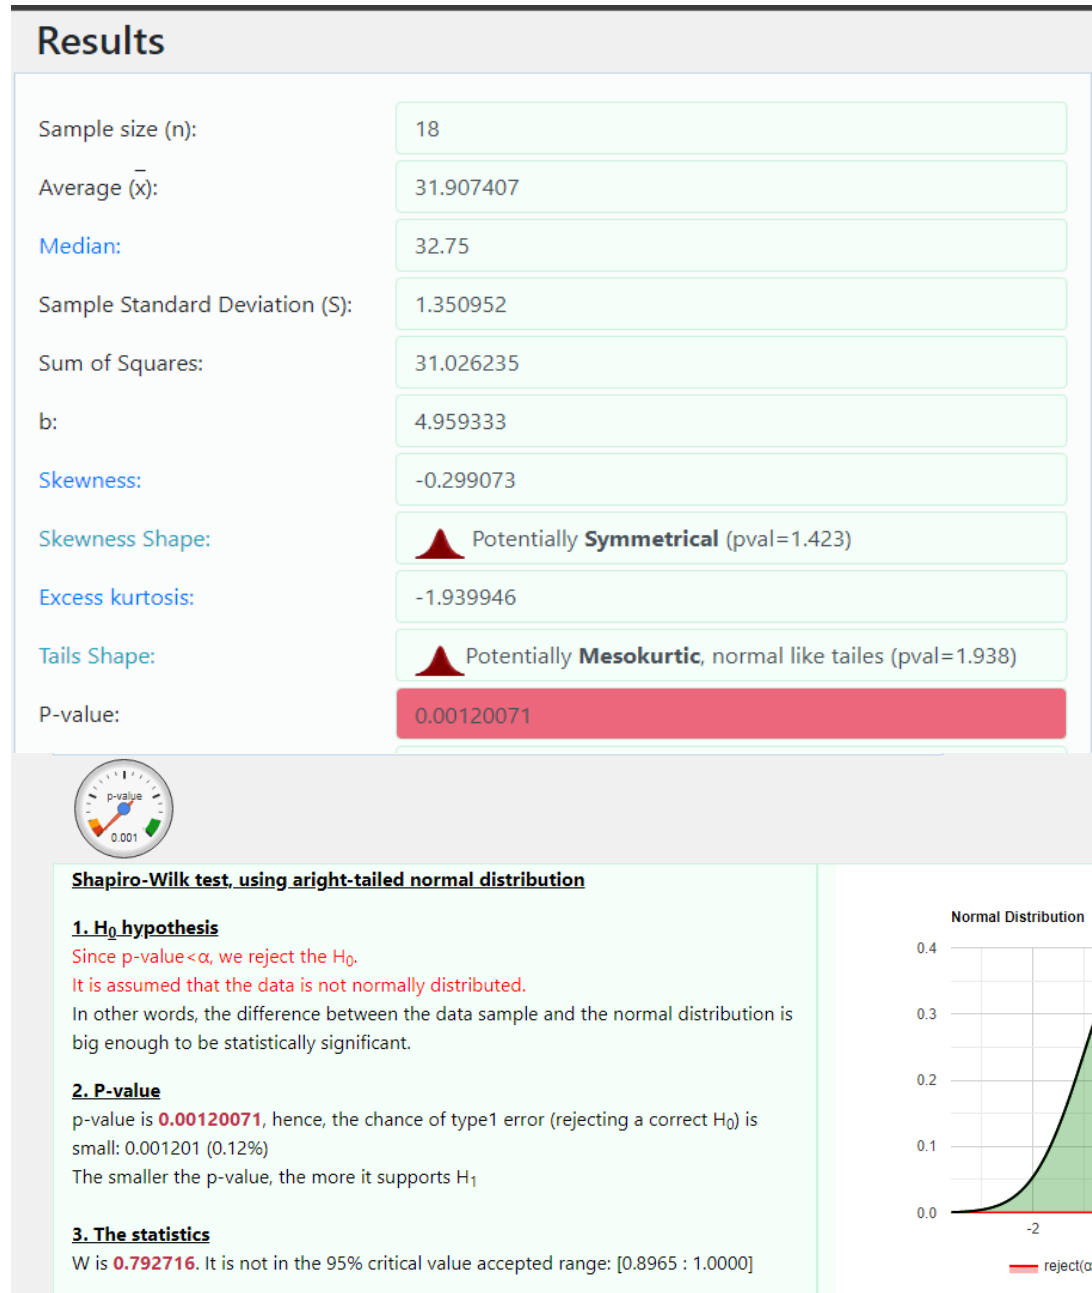 Results
Sample size (n): 18
Average (x̄): 31.907407
Median: 32.75
Sample Standard Deviation (S): 1.350952
Sum of Squares: 31.026235
b: 4.959333
Skewness: -0.299073
Skewness Shape: Potentially Symmetrical (pval=1.423)
Excess kurtosis: -1.939946
Tails Shape: Potentially Mesokurtic, normal like tailes (pval=1.938)
P-value: 0.00120071
p-value
0.001
Shapiro-Wilk test, using aright-tailed normal distribution
1. H₀ hypothesis
Since p-value<α, we reject the H₀.
It is assumed that the data is not normally distributed.
In other words, the difference between the data sample and the normal distribution is
big enough to be statistically significant.
2. P-value
p-value is 0.00120071, hence, the chance of type1 error (rejecting a correct H₀) is
small: 0.001201 (0.12%)
The smaller the p-value, the more it supports H₁
3. The statistics
W is 0.792716. It is not in the 95% critical value accepted range: [0.8965 : 1.0000]
Normal Distribution
0.4
0.3
0.2
0.1
0.0
-2
reject(α